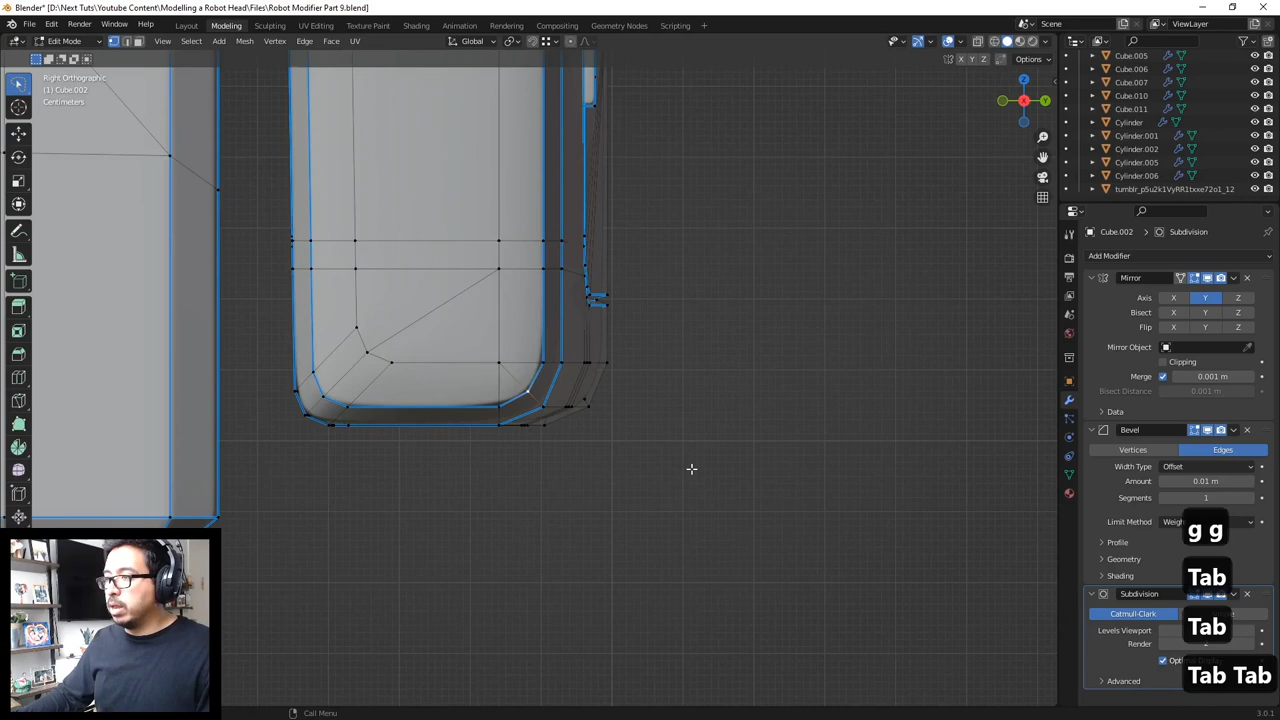 Blender* [D:\Next Tuts\Youtube Content\Modelling a Robot Head\Files\Robot Modifier Part 9.blend]
File Edit Render Window Help Layout Modeling Sculpting UV Editing Texture Paint Shading Animation Rendering Compositing Geometry Nodes Scripting + Scene ViewLayer
Edit Mode View Select Add Mesh Vertex Edge Face UV Global
X Y Z Options
Right Orthographic
(1) Cube.002
Centimeters
Z
Y
X
Cube.005
Cube.006
Cube.007
Cube.010
Cube.011
Cylinder
Cylinder.001
Cylinder.002
Cylinder.005
Cylinder.006
tumblr_p5u2k1VyRR1txxe72o1_12
Cube.002 > Subdivision
Add Modifier
Mirror
Axis X Y Z
Bisect X Y Z
Flip X Y Z
Mirror Object
Clipping
Merge 0.001 m
Bisect Distance 0.001 m
Data
Bevel
Vertices Edges
Width Type Offset
Amount 0.01 m
Segments 1
Limit Method
Profile
Geometry
Shading
Subdivision
Catmull-Clark
Levels Viewport
Render
Advanced
g g
Tab
Tab
Tab Tab
Call Menu
3.0.1